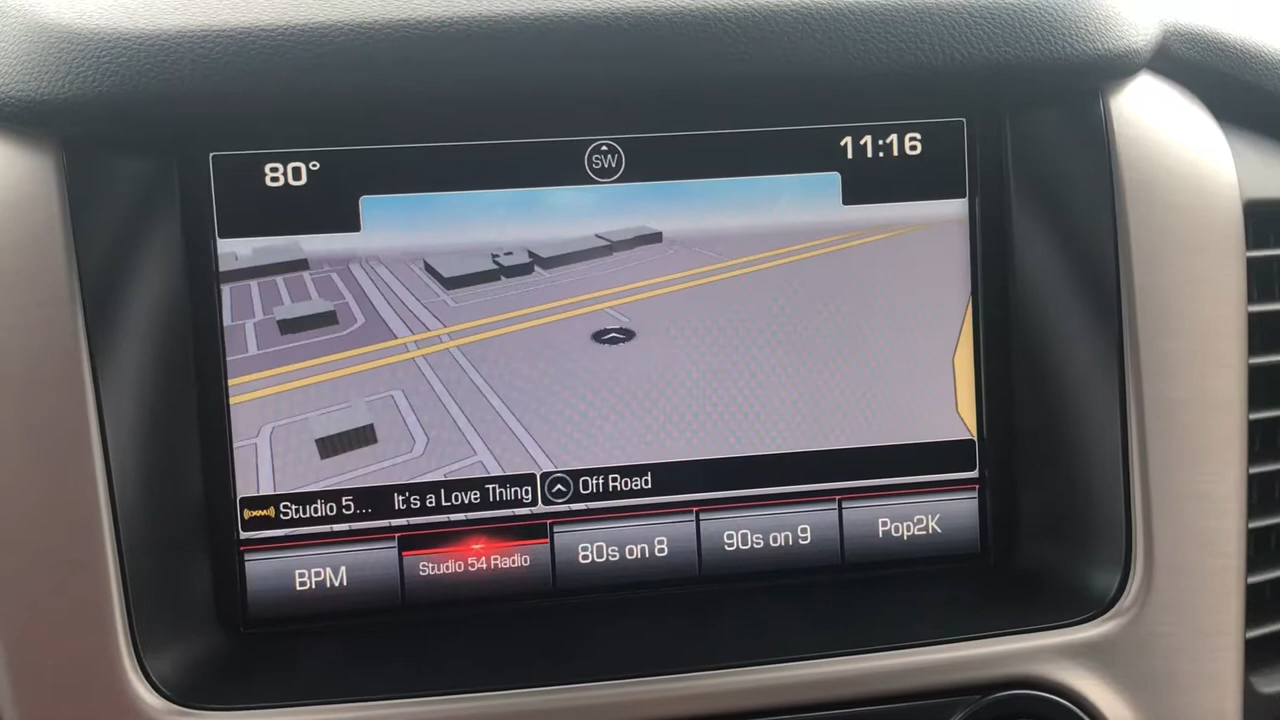 80°
SW
11:16
((XM)) Studio 5... It's a Love Thing
Off Road
BPM
Studio 54 Radio
80s on 8
90s on 9
Pop2K